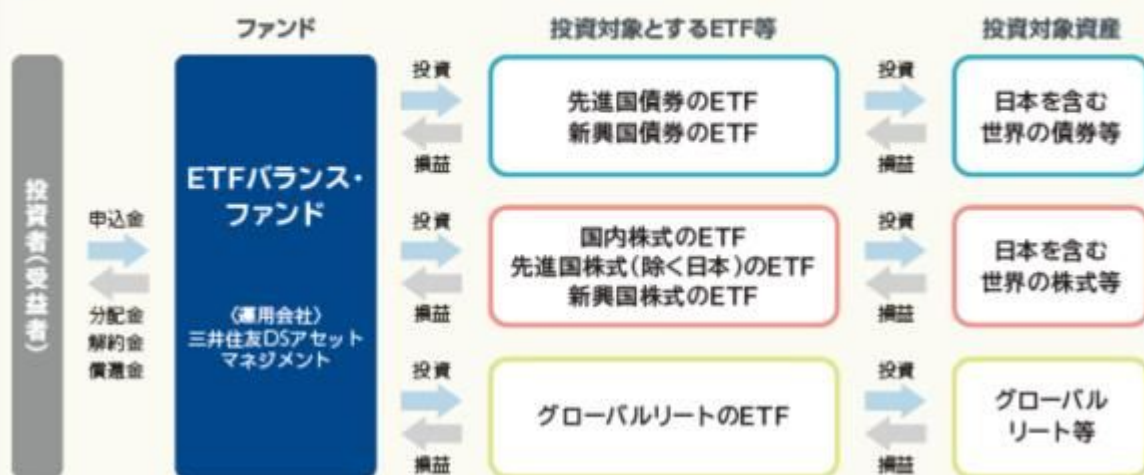 ファンド
投資対象とするETF等
投資対象資産
投資者(受益者)
申込金
分配金
解約金
償還金
ETFバランス・
ファンド
〈運用会社〉
三井住友DSアセット
マネジメント
投資
損益
先進国債券のETF
新興国債券のETF
投資
損益
日本を含む
世界の債券等
投資
損益
国内株式のETF
先進国株式(除く日本)のETF
新興国株式のETF
投資
損益
日本を含む
世界の株式等
投資
損益
グローバルリートのETF
投資
損益
グローバル
リート等